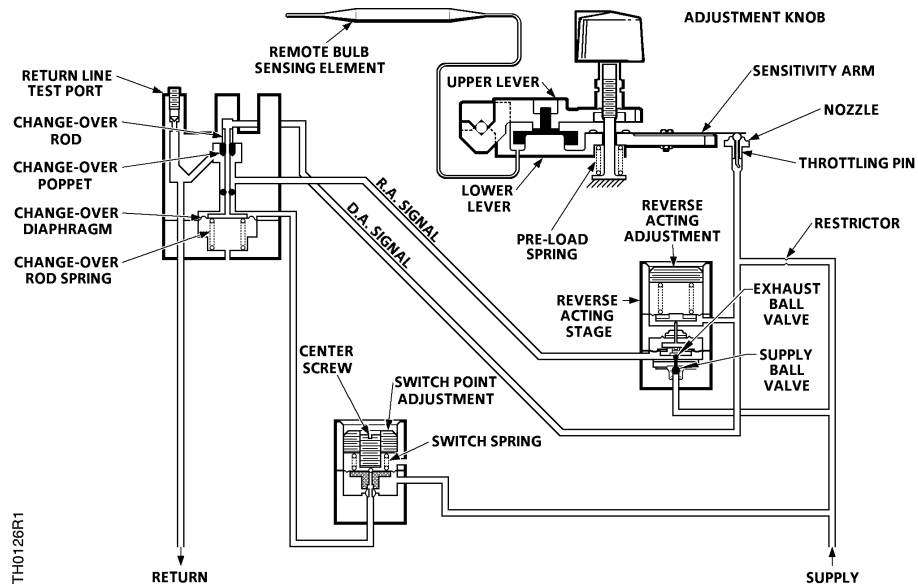 ADJUSTMENT KNOB
REMOTE BULB
SENSING ELEMENT
RETURN LINE
TEST PORT
UPPER LEVER
SENSITIVITY ARM
NOZZLE
CHANGE-OVER
ROD
THROTTLING PIN
CHANGE-OVER
POPPET
LOWER
LEVER
R.A. SIGNAL
D.A. SIGNAL
CHANGE-OVER
DIAPHRAGM
REVERSE
ACTING
ADJUSTMENT
RESTRICTOR
PRE-LOAD
SPRING
CHANGE-OVER
ROD SPRING
EXHAUST
BALL
VALVE
REVERSE
ACTING
STAGE
SUPPLY
BALL
VALVE
CENTER
SCREW
SWITCH POINT
ADJUSTMENT
SWITCH SPRING
TH0126R1
RETURN
SUPPLY